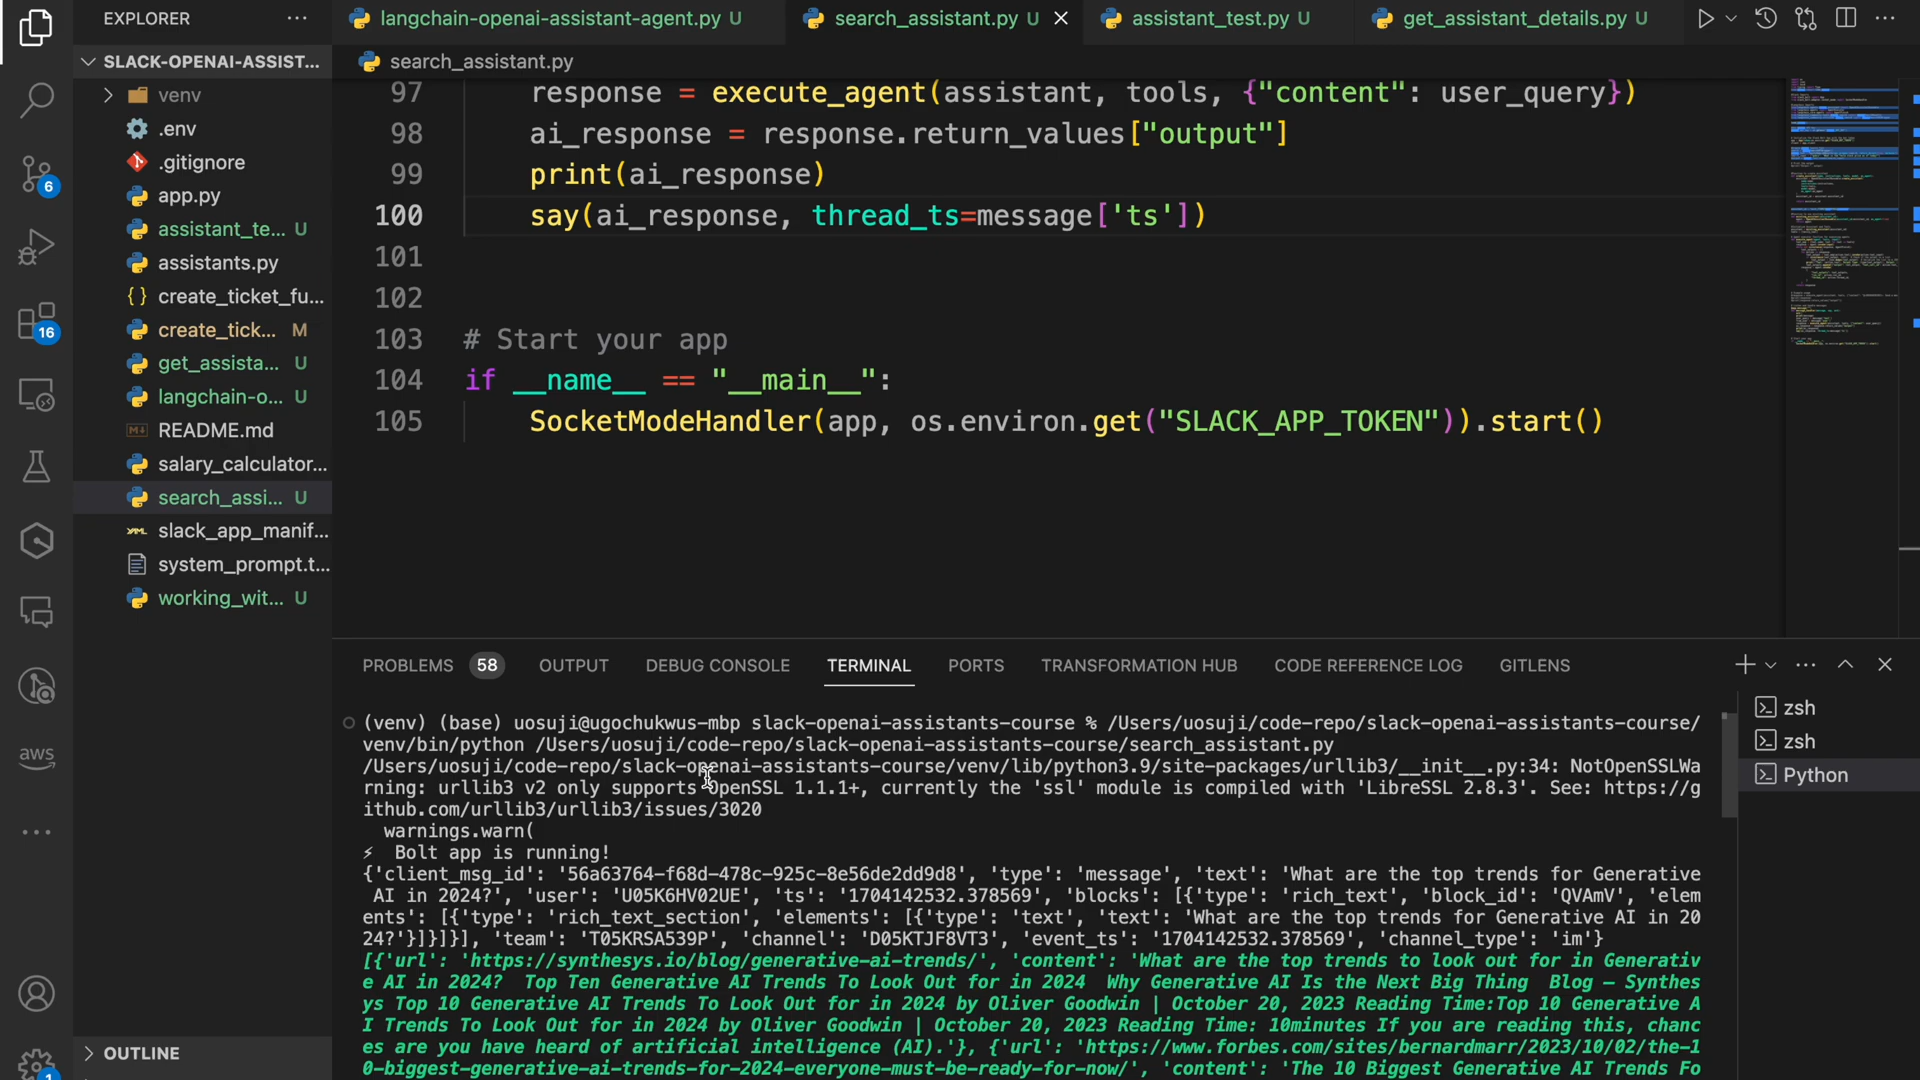 EXPLORER
SLACK-OPENAI-ASSIST...
venv
.env
.gitignore
app.py
assistant_te... U
assistants.py
{} create_ticket_fu...
create_tick... M
get_assista... U
langchain-o... U
README.md
salary_calculator...
search_assi... U
slack_app_manif...
system_prompt.t...
working_wit... U
OUTLINE
6
16
aws
1
langchain-openai-assistant-agent.py U
search_assistant.py U
assistant_test.py U
get_assistant_details.py U
search_assistant.py
97 response = execute_agent(assistant, tools, {"content": user_query})
98 ai_response = response.return_values["output"]
99 print(ai_response)
100 say(ai_response, thread_ts=message['ts'])
101
102
103 # Start your app
104 if __name__ == "__main__":
105 SocketModeHandler(app, os.environ.get("SLACK_APP_TOKEN")).start()
PROBLEMS 58 OUTPUT DEBUG CONSOLE TERMINAL PORTS TRANSFORMATION HUB CODE REFERENCE LOG GITLENS
(venv) (base) uosuji@ugochukwus-mbp slack-openai-assistants-course % /Users/uosuji/code-repo/slack-openai-assistants-course/
venv/bin/python /Users/uosuji/code-repo/slack-openai-assistants-course/search_assistant.py
/Users/uosuji/code-repo/slack-openai-assistants-course/venv/lib/python3.9/site-packages/urllib3/__init__.py:34: NotOpenSSLWa
rning: urllib3 v2 only supports OpenSSL 1.1.1+, currently the 'ssl' module is compiled with 'LibreSSL 2.8.3'. See: https://g
ithub.com/urllib3/urllib3/issues/3020
warnings.warn(
⚡ Bolt app is running!
{'client_msg_id': '56a63764-f68d-478c-925c-8e56de2dd9d8', 'type': 'message', 'text': 'What are the top trends for Generative
AI in 2024?', 'user': 'U05K6HV02UE', 'ts': '1704142532.378569', 'blocks': [{'type': 'rich_text', 'block_id': 'QVAmV', 'elem
ents': [{'type': 'rich_text_section', 'elements': [{'type': 'text', 'text': 'What are the top trends for Generative AI in 20
24?'}]}]}], 'team': 'T05KRSA539P', 'channel': 'D05KTJF8VT3', 'event_ts': '1704142532.378569', 'channel_type': 'im'}
[{'url': 'https://synthesys.io/blog/generative-ai-trends/', 'content': 'What are the top trends to look out for in Generativ
e AI in 2024?  Top Ten Generative AI Trends To Look Out for in 2024  Why Generative AI Is the Next Big Thing  Blog — Synthes
ys Top 10 Generative AI Trends To Look Out for in 2024 by Oliver Goodwin | October 20, 2023 Reading Time:Top 10 Generative A
I Trends To Look Out for in 2024 by Oliver Goodwin | October 20, 2023 Reading Time: 10minutes If you are reading this, chanc
es are you have heard of artificial intelligence (AI).'}, {'url': 'https://www.forbes.com/sites/bernardmarr/2023/10/02/the-1
0-biggest-generative-ai-trends-for-2024-everyone-must-be-ready-for-now/', 'content': 'The 10 Biggest Generative AI Trends Fo
zsh
zsh
Python